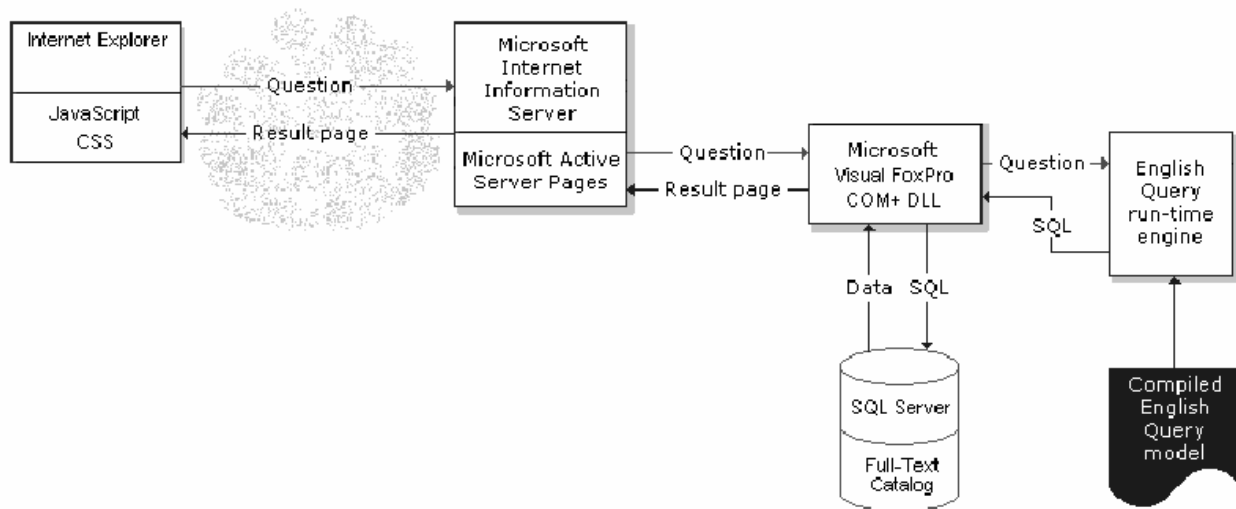 Internet Explorer
JavaScript
CSS
Question
Result page
Microsoft
Internet
Information
Server
Microsoft Active
Server Pages
Question
Result page
Microsoft
Visual FoxPro
COM+ DLL
Question
SQL
English
Query
run-time
engine
Data
SQL
SQL Server
Full-Text
Catalog
Compiled
English
Query
model